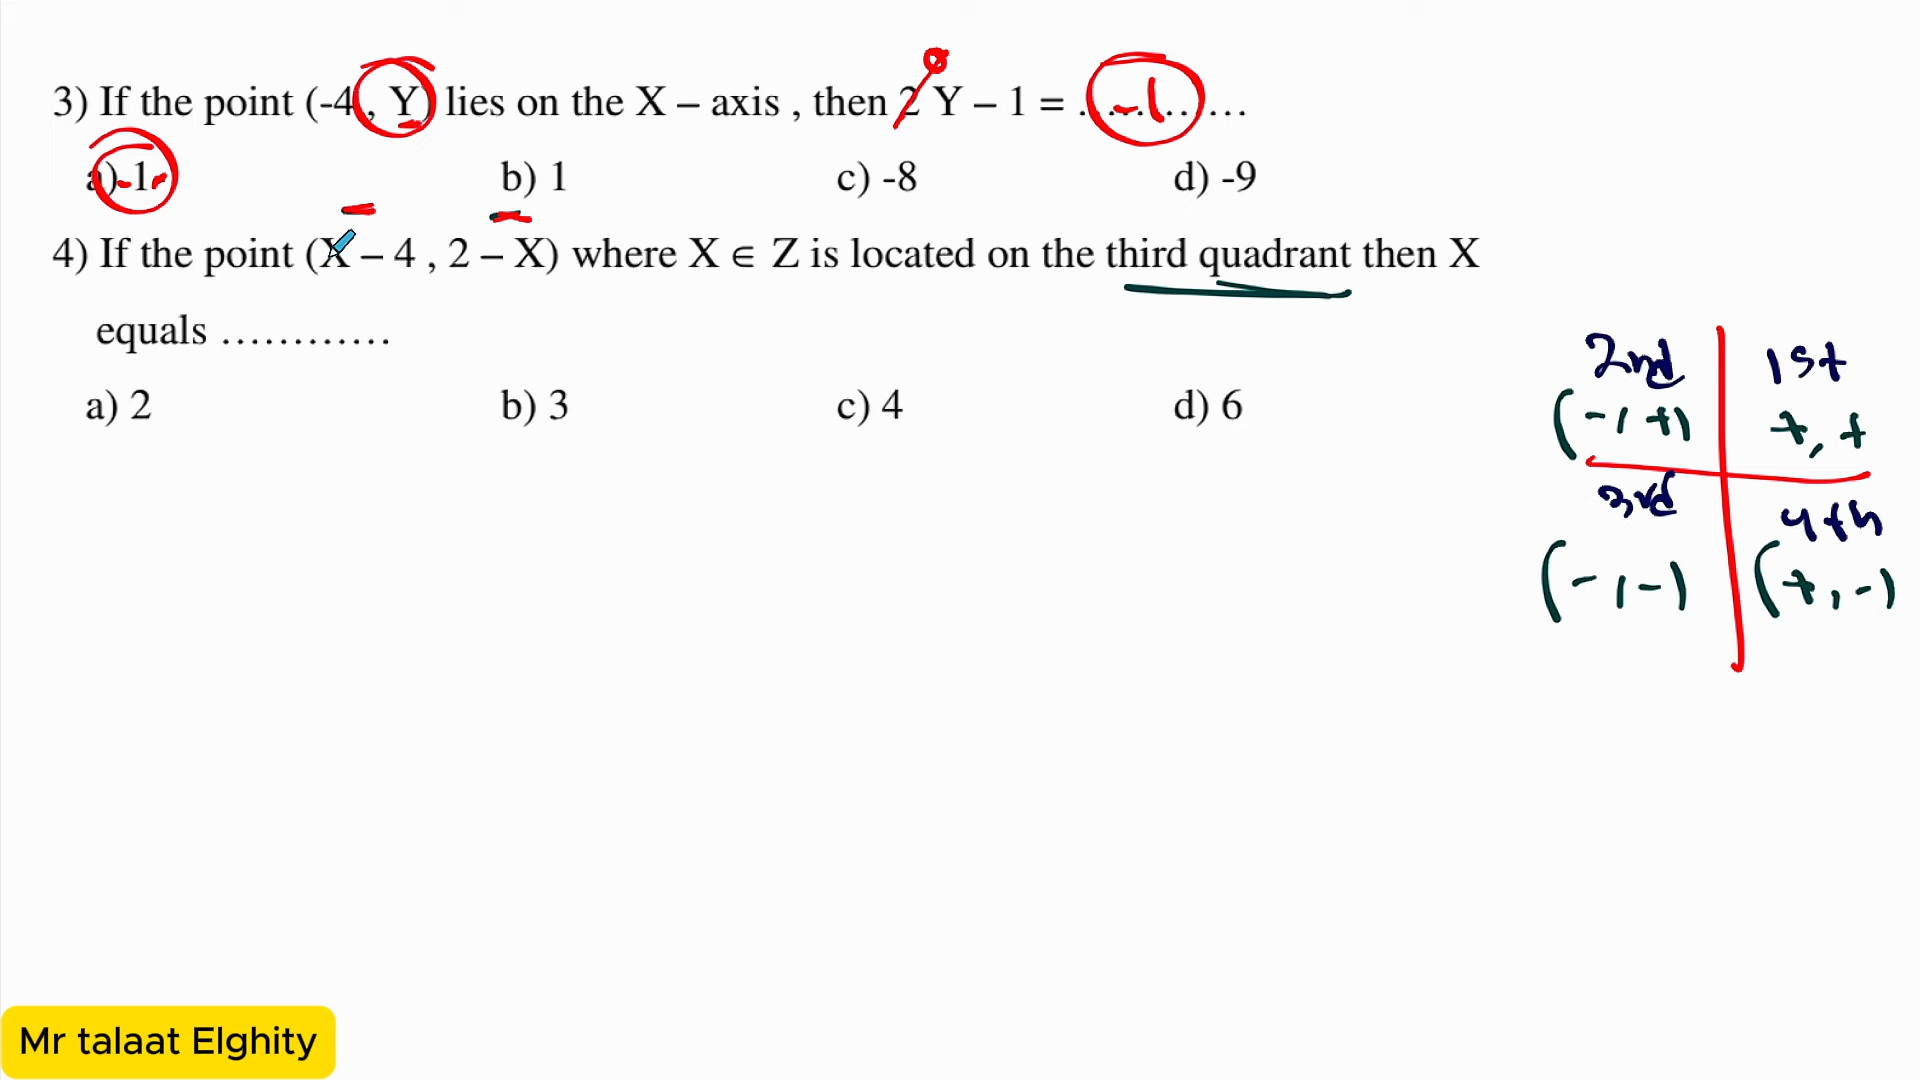 3) If the point (-4 , Y) lies on the X – axis , then 2 Y – 1 = ............
-1
a) -1
b) 1
c) -8
d) -9
4) If the point (X – 4 , 2 – X) where X ∈ Z is located on the third quadrant then X
equals ............
a) 2
b) 3
c) 4
d) 6
2nd
1st
(-, +)
+, +
3rd
4th
(-, -)
(+, -)
Mr talaat Elghity